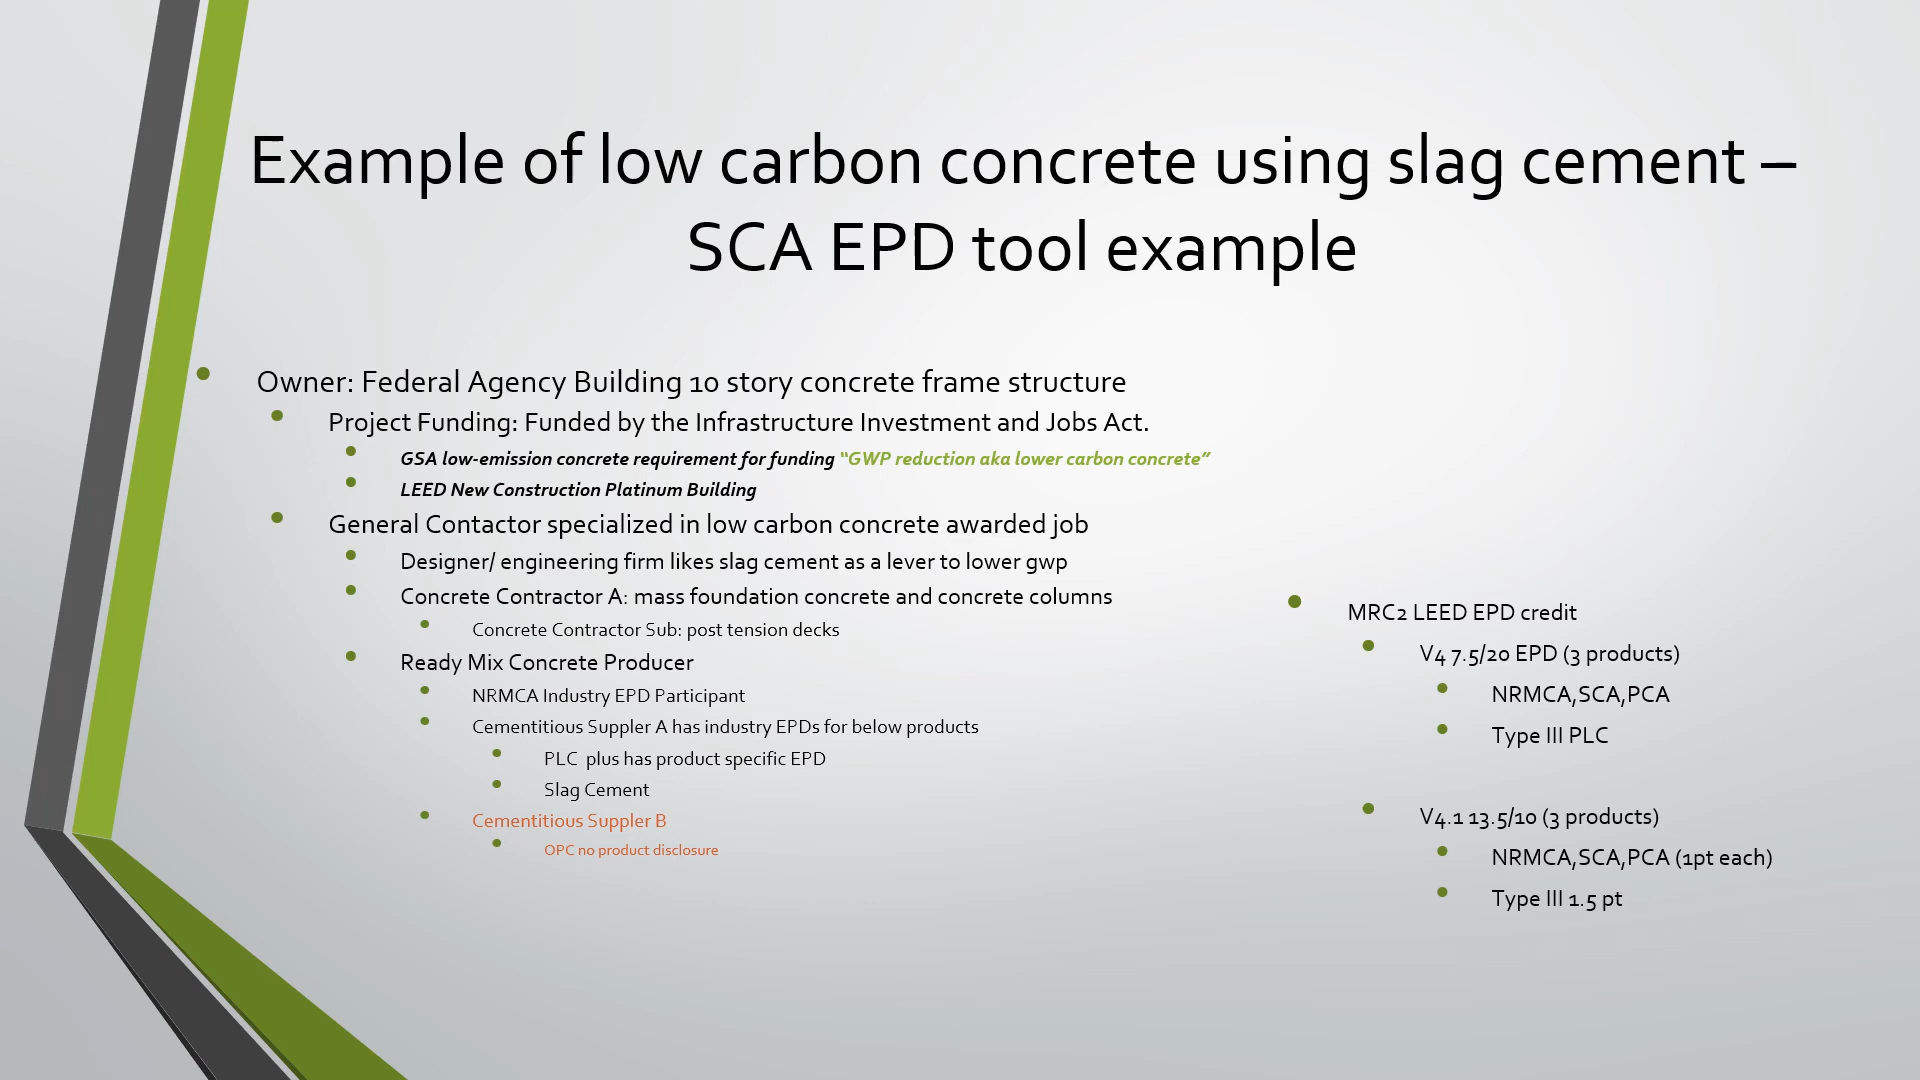 Example of low carbon concrete using slag cement –
SCA EPD tool example
Owner: Federal Agency Building 10 story concrete frame structure
Project Funding: Funded by the Infrastructure Investment and Jobs Act.
GSA low-emission concrete requirement for funding “GWP reduction aka lower carbon concrete”
LEED New Construction Platinum Building
General Contactor specialized in low carbon concrete awarded job
Designer/ engineering firm likes slag cement as a lever to lower gwp
Concrete Contractor A: mass foundation concrete and concrete columns
Concrete Contractor Sub: post tension decks
Ready Mix Concrete Producer
NRMCA Industry EPD Participant
Cementitious Suppler A has industry EPDs for below products
PLC  plus has product specific EPD
Slag Cement
Cementitious Suppler B
OPC no product disclosure
MRC2 LEED EPD credit
V4 7.5/20 EPD (3 products)
NRMCA,SCA,PCA
Type III PLC
V4.1 13.5/10 (3 products)
NRMCA,SCA,PCA (1pt each)
Type III 1.5 pt